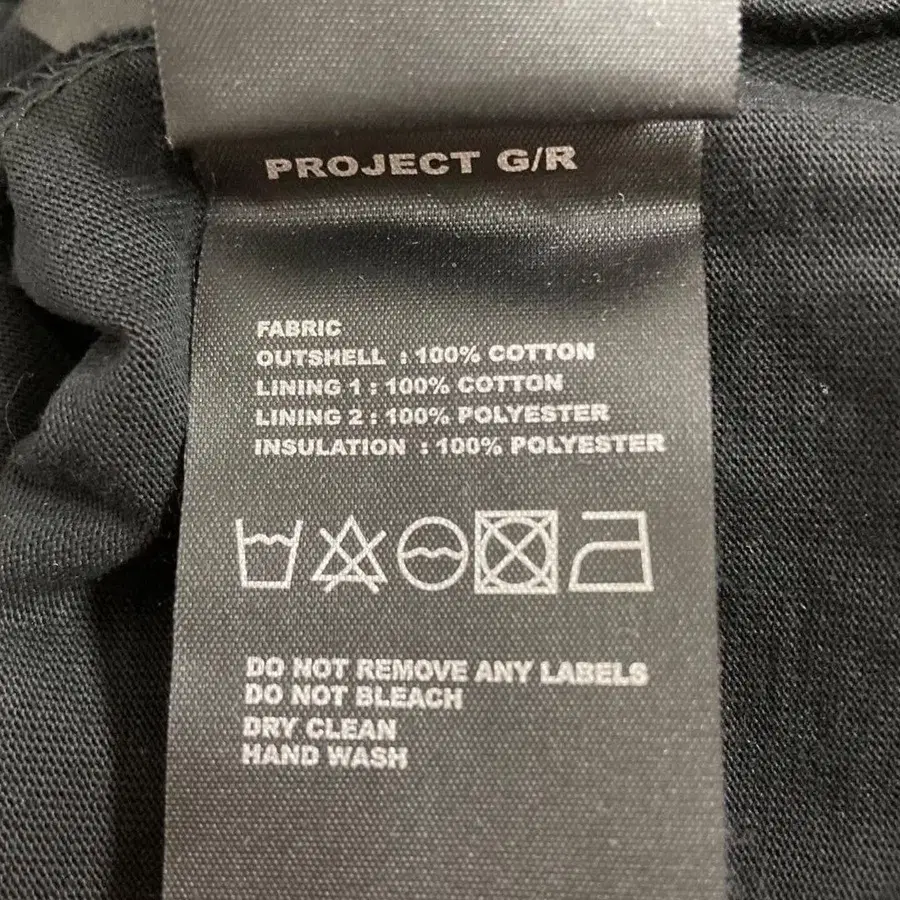 PROJECT G/R
FABRIC
OUTSHELL : 100% COTTON
LINING 1 : 100% COTTON
LINING 2 : 100% POLYESTER
INSULATION : 100% POLYESTER
DO NOT REMOVE ANY LABELS
DO NOT BLEACH
DRY CLEAN
HAND WASH